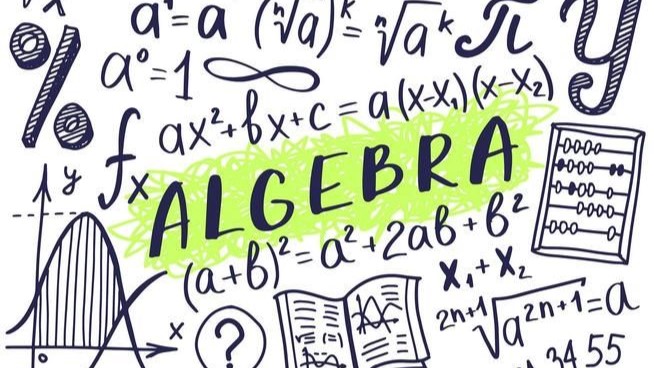 a¹=a (ⁿ√a)ᵏ=ⁿ√aᵏ π y
% a⁰=1 ∞
fx
ax²+bx+c=a(x-x₁)(x-x₂)
ALGEBRA
(a+b)²=a²+2ab+b²
y
x₁+x₂
²ⁿ⁺¹√a²ⁿ⁺¹=a
x
0
?
34 55